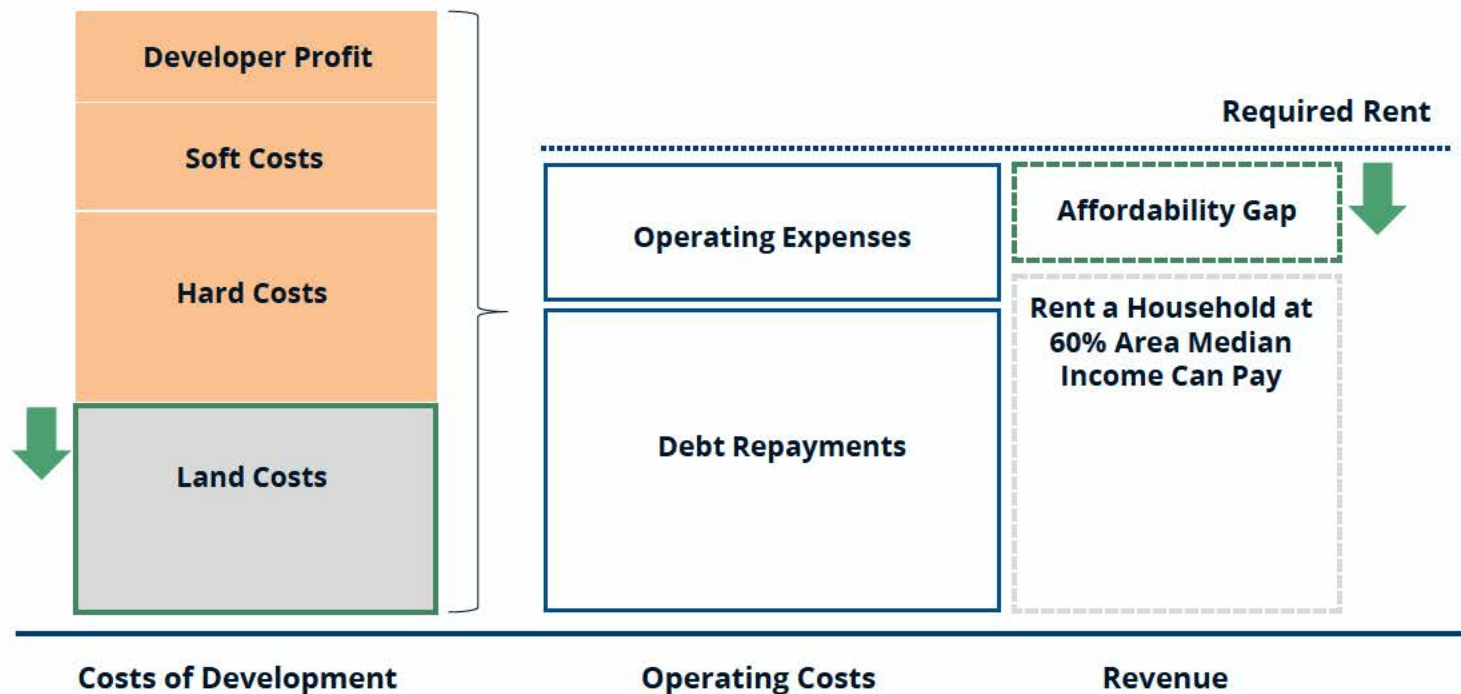 Developer Profit
Soft Costs
Hard Costs
Land Costs
Required Rent
Operating Expenses
Debt Repayments
Affordability Gap
Rent a Household at
60% Area Median
Income Can Pay
Costs of Development
Operating Costs
Revenue